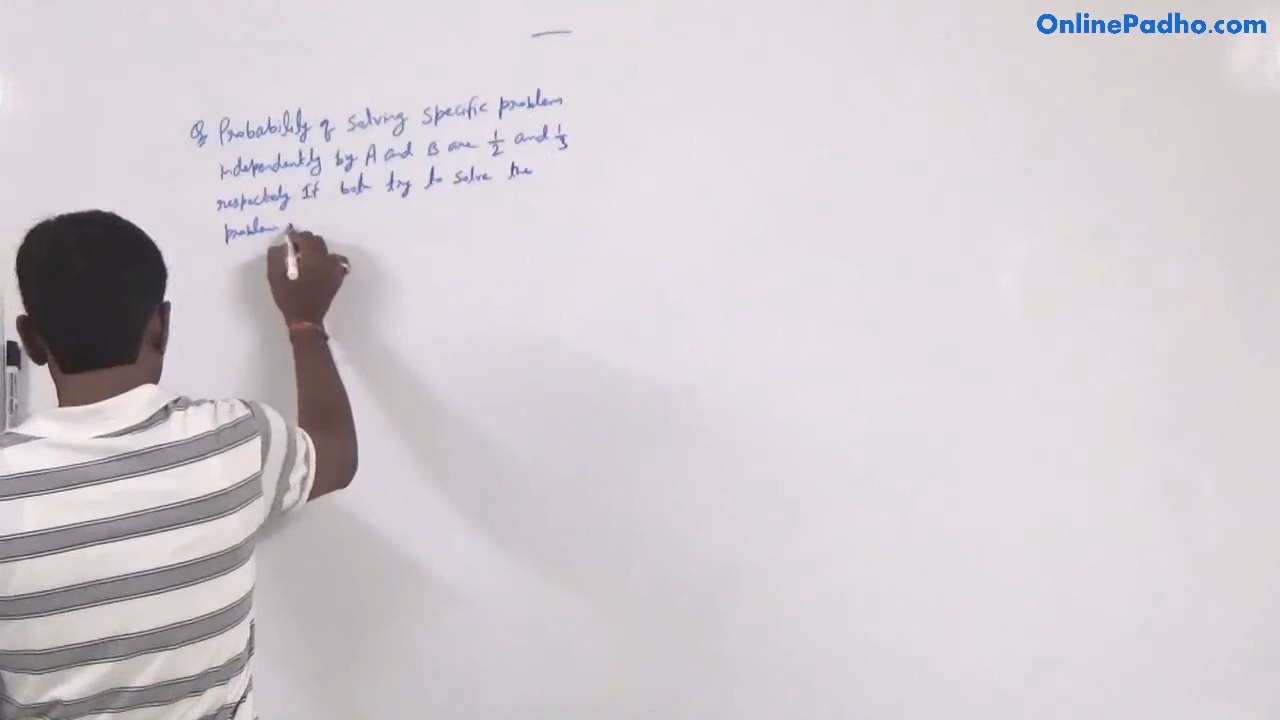 OnlinePadho.com
Q. Probability of solving specific problem
independently by A and B are 1/2 and 1/3
respectively If both try to solve the
problem